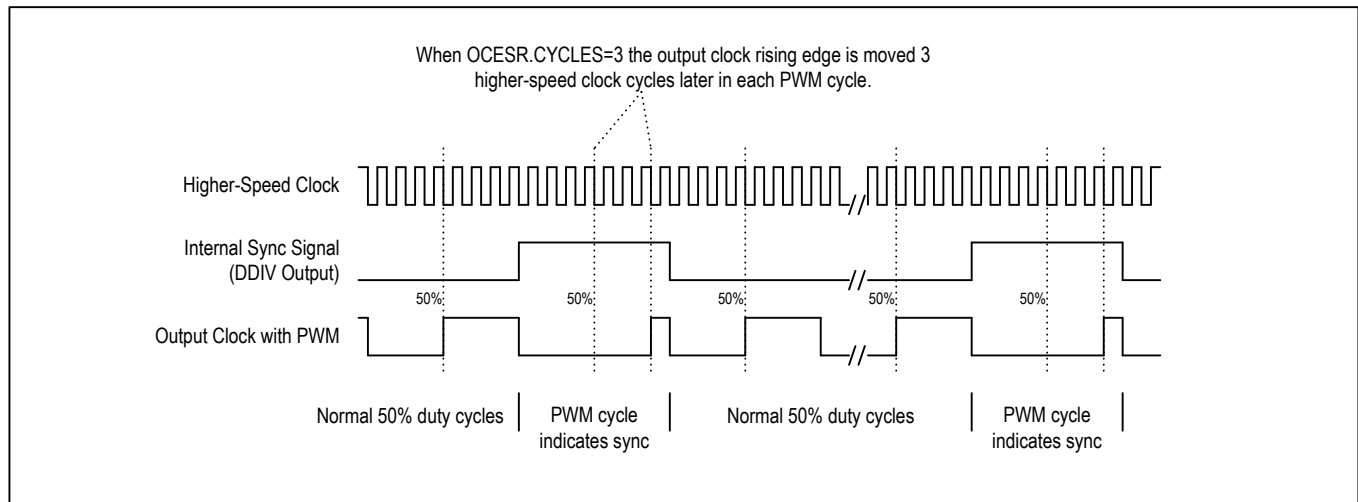 When OCESR.CYCLES=3 the output clock rising edge is moved 3
higher-speed clock cycles later in each PWM cycle.
Higher-Speed Clock
//
Internal Sync Signal
(DDIV Output)
//
50% 50% 50% 50% 50%
Output Clock with PWM
//
Normal 50% duty cycles
PWM cycle
indicates sync
Normal 50% duty cycles
PWM cycle
indicates sync